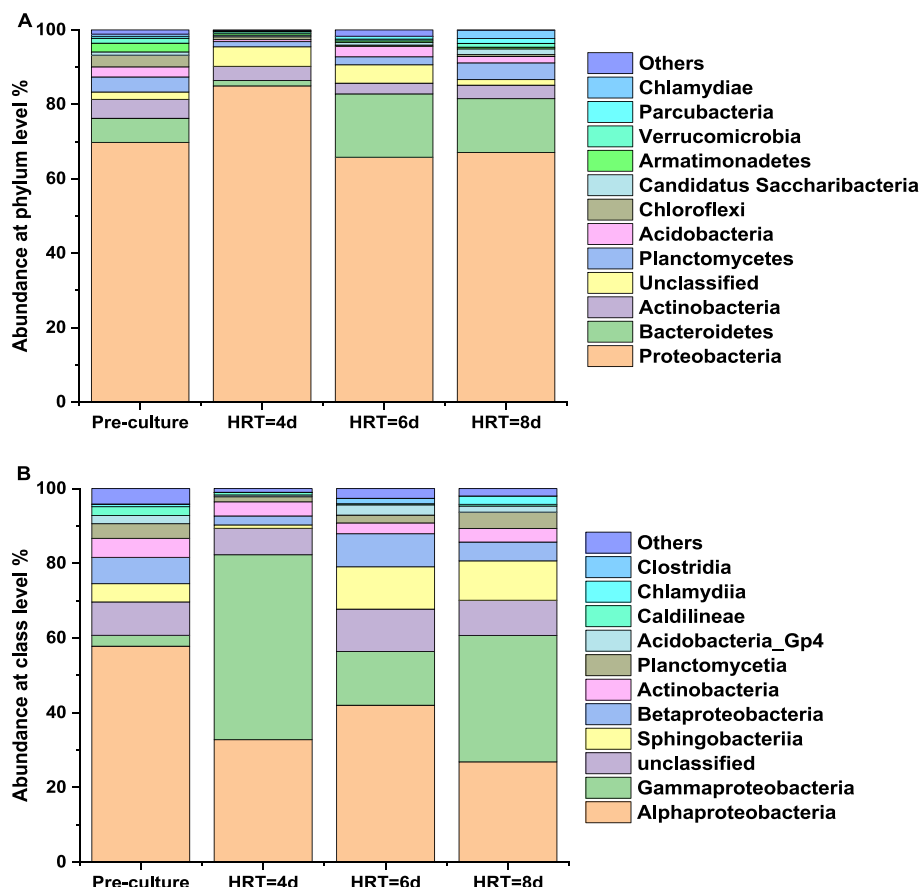 A
Abundance at phylum level %
100
80
60
40
20
0
Pre-culture HRT=4d HRT=6d HRT=8d
Others
Chlamydiae
Parcubacteria
Verrucomicrobia
Armatimonadetes
Candidatus Saccharibacteria
Chloroflexi
Acidobacteria
Planctomycetes
Unclassified
Actinobacteria
Bacteroidetes
Proteobacteria
B
Abundance at class level %
100
80
60
40
20
0
Pre-culture HRT=4d HRT=6d HRT=8d
Others
Clostridia
Chlamydiia
Caldilineae
Acidobacteria_Gp4
Planctomycetia
Actinobacteria
Betaproteobacteria
Sphingobacteriia
unclassified
Gammaproteobacteria
Alphaproteobacteria